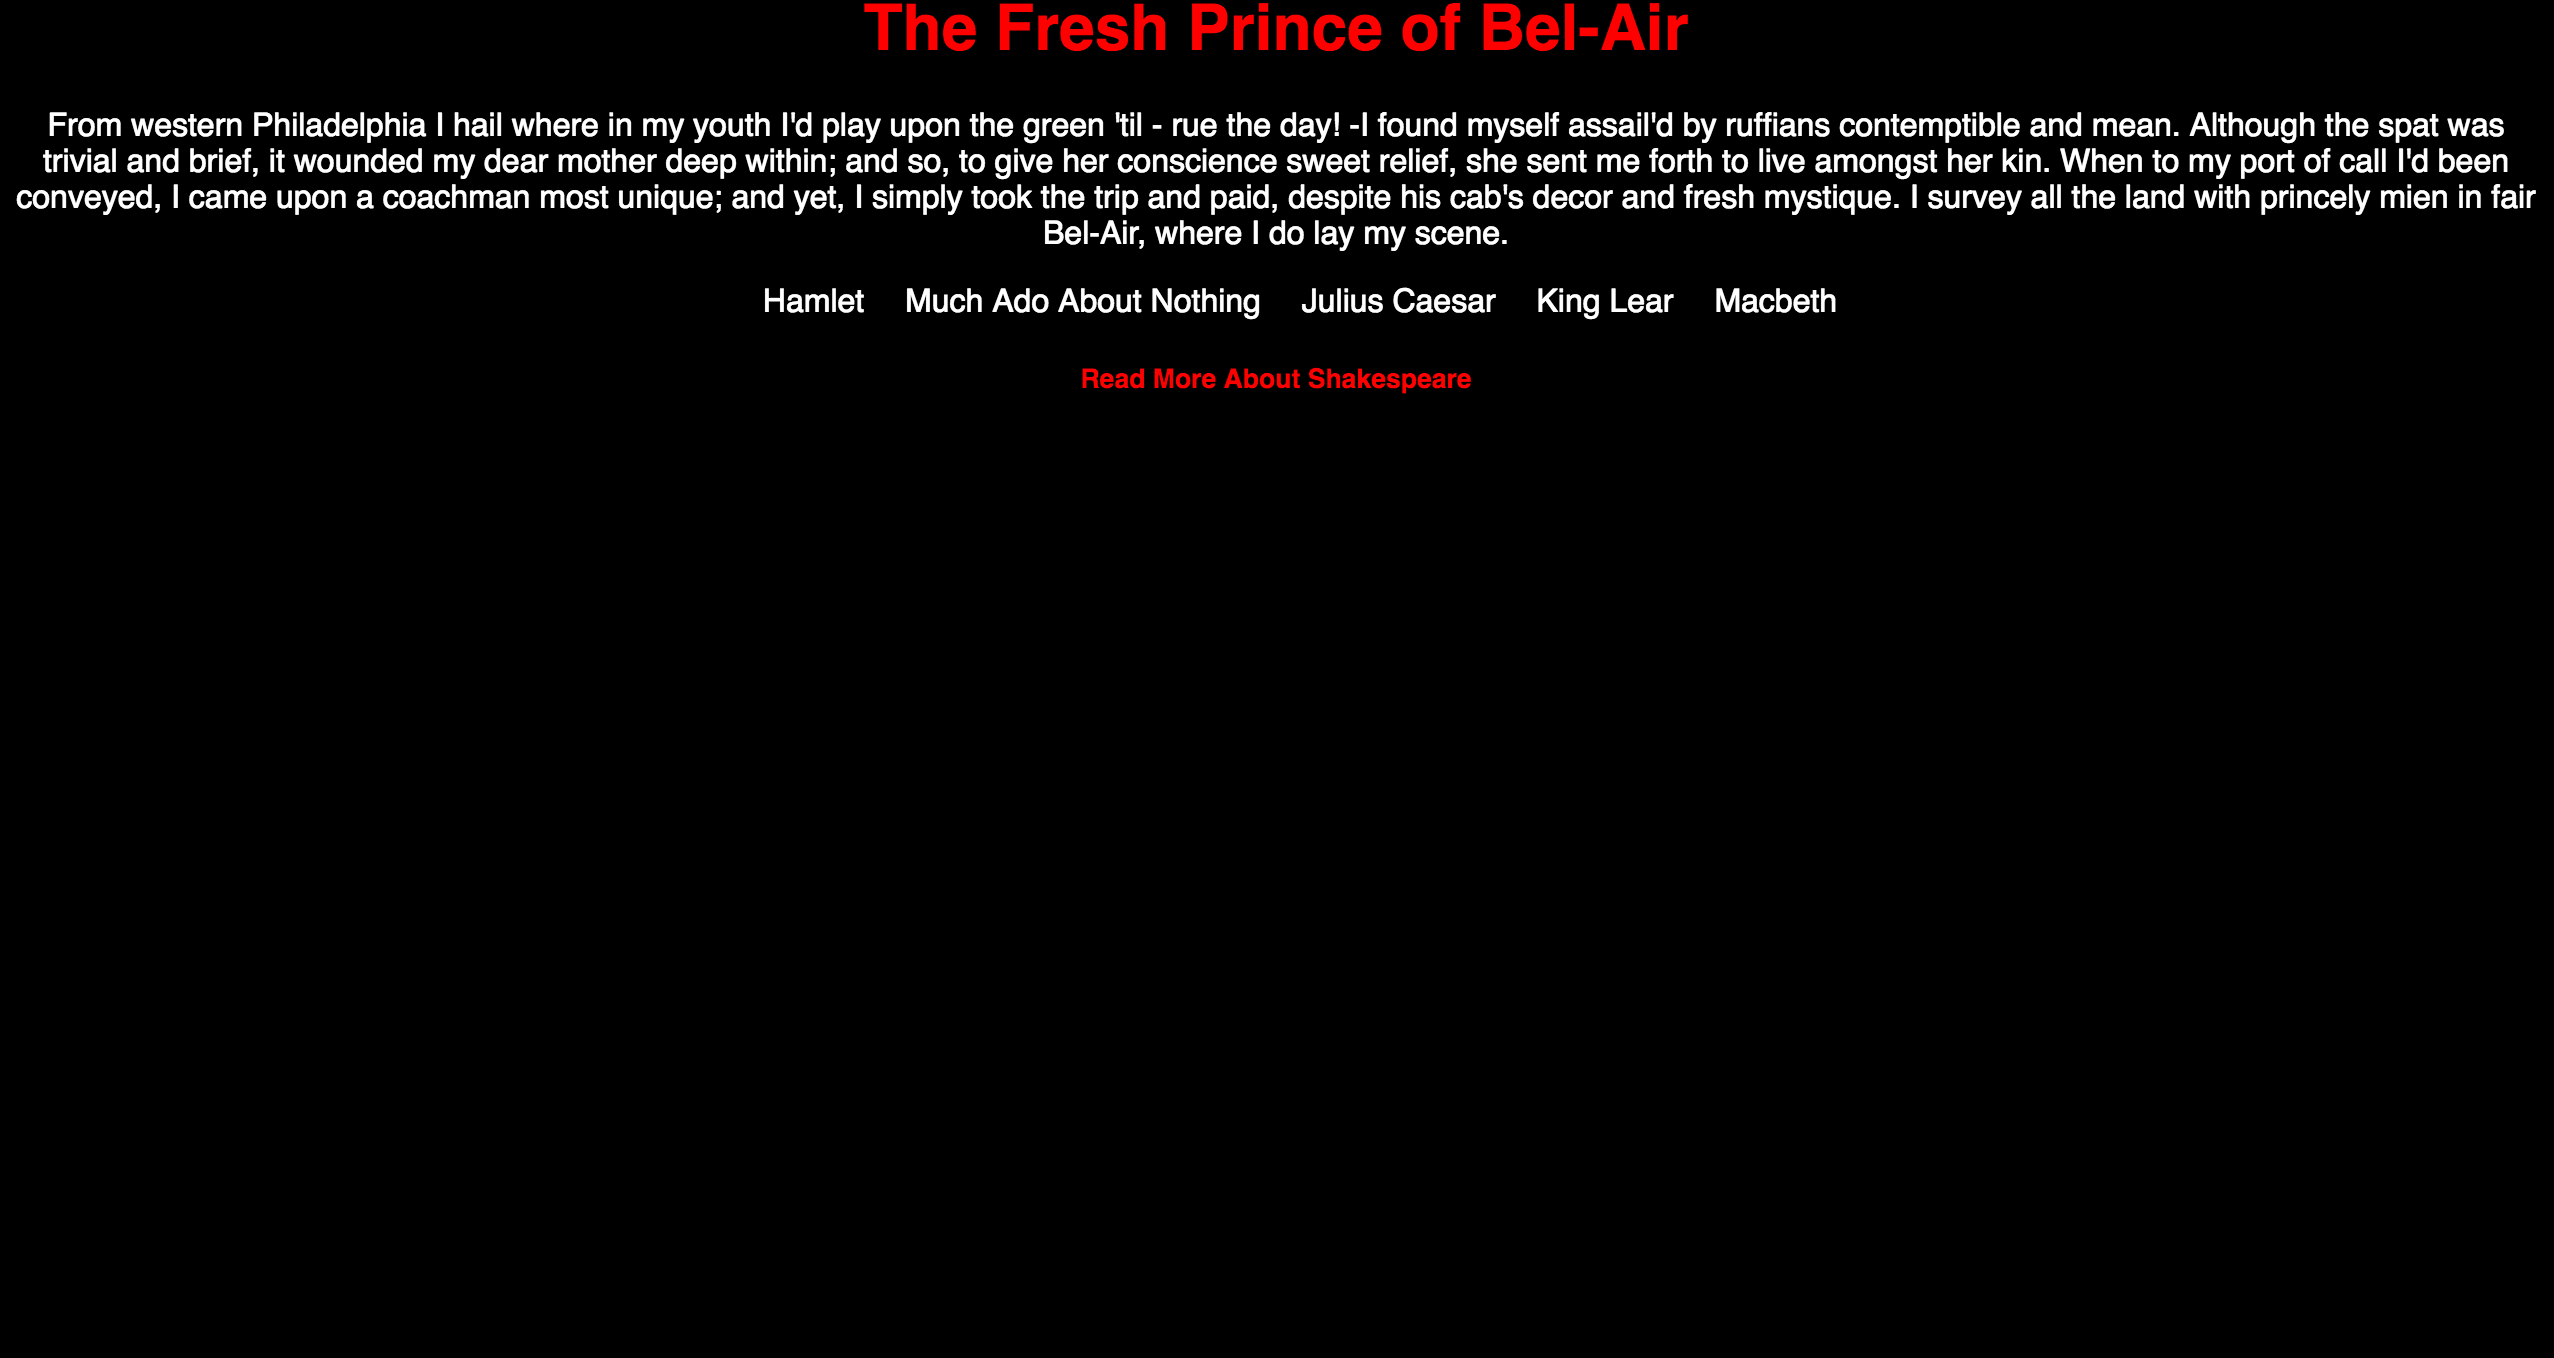 The Fresh Prince of Bel-Air
From western Philadelphia I hail where in my youth I'd play upon the green 'til - rue the day! -I found myself assail'd by ruffians contemptible and mean. Although the spat was
trivial and brief, it wounded my dear mother deep within; and so, to give her conscience sweet relief, she sent me forth to live amongst her kin. When to my port of call I'd been
conveyed, I came upon a coachman most unique; and yet, I simply took the trip and paid, despite his cab's decor and fresh mystique. I survey all the land with princely mien in fair
Bel-Air, where I do lay my scene.
Hamlet Much Ado About Nothing Julius Caesar King Lear Macbeth
Read More About Shakespeare